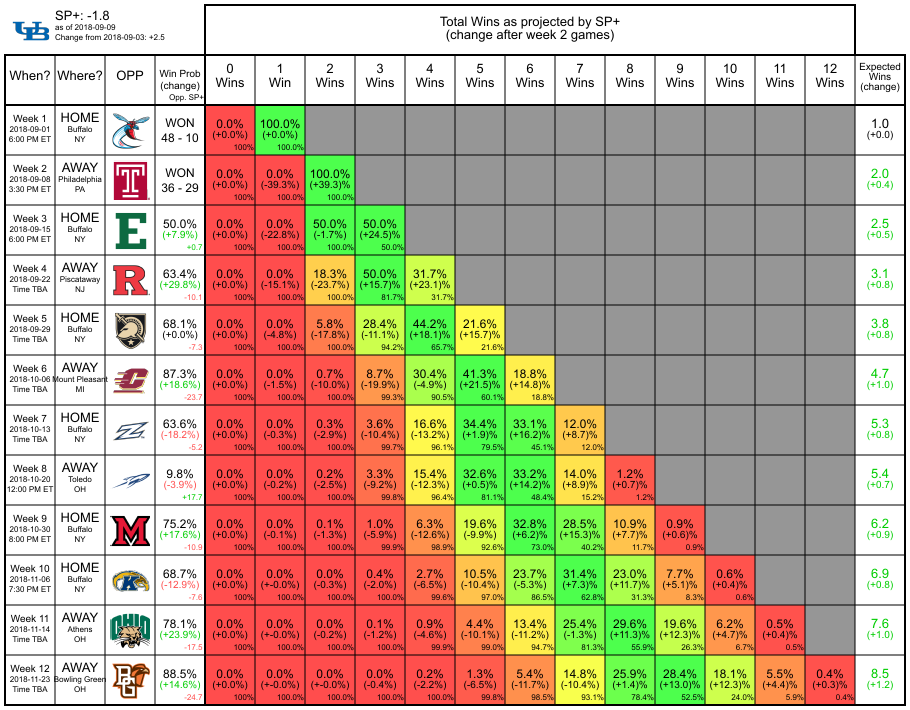 SP+: -1.8
as of 2018-09-09
Change from 2018-09-03: +2.5
UB
Total Wins as projected by SP+
(change after week 2 games)
When? Where? OPP Win Prob (change) Opp. SP+ 0 Wins 1 Win 2 Wins 3 Wins 4 Wins 5 Wins 6 Wins 7 Wins 8 Wins 9 Wins 10 Wins 11 Wins 12 Wins Expected Wins (change)
Week 1 HOME WON 0.0% 100.0% 1.0
2018-09-01 Buffalo 48 - 10 (+0.0%) (+0.0%) (+0.0)
6:00 PM ET NY 100% 100.0%
Week 2 AWAY T WON 0.0% 0.0% 100.0% 2.0
2018-09-08 Philadelphia 36 - 29 (+0.0%) (-39.3%) (+39.3)% (+0.4)
3:30 PM ET PA 100% 100.0% 100.0%
Week 3 HOME E 50.0% 0.0% 0.0% 50.0% 50.0% 2.5
2018-09-15 Buffalo (+7.9%) (+0.0%) (-22.8%) (-1.7%) (+24.5)% (+0.5)
6:00 PM ET NY +0.7 100% 100.0% 100.0% 50.0%
Week 4 AWAY R 63.4% 0.0% 0.0% 18.3% 50.0% 31.7% 3.1
2018-09-22 Piscataway (+29.8%) (+0.0%) (-15.1%) (-23.7%) (+15.7)% (+23.1)% (+0.8)
Time TBA NJ -10.1 100% 100.0% 100.0% 81.7% 31.7%
Week 5 HOME 68.1% 0.0% 0.0% 5.8% 28.4% 44.2% 21.6% 3.8
2018-09-29 Buffalo (+0.0%) (+0.0%) (-4.8%) (-17.8%) (-11.1%) (+18.1)% (+15.7)% (+0.8)
Time TBA NY -7.3 100% 100.0% 100.0% 94.2% 65.7% 21.6%
Week 6 AWAY C 87.3% 0.0% 0.0% 0.7% 8.7% 30.4% 41.3% 18.8% 4.7
2018-10-06 Mount Pleasant (+18.6%) (+0.0%) (-1.5%) (-10.0%) (-19.9%) (-4.9%) (+21.5)% (+14.8)% (+1.0)
Time TBA MI -23.7 100% 100.0% 100.0% 99.3% 90.5% 60.1% 18.8%
Week 7 HOME Z 63.6% 0.0% 0.0% 0.3% 3.6% 16.6% 34.4% 33.1% 12.0% 5.3
2018-10-13 Buffalo (-18.2%) (+0.0%) (-0.3%) (-2.9%) (-10.4%) (-13.2%) (+1.9)% (+16.2)% (+8.7)% (+0.8)
Time TBA NY -5.2 100% 100.0% 100.0% 99.7% 96.1% 79.5% 45.1% 12.0%
Week 8 AWAY 9.8% 0.0% 0.0% 0.2% 3.3% 15.4% 32.6% 33.2% 14.0% 1.2% 5.4
2018-10-20 Toledo (-3.9%) (+0.0%) (-0.2%) (-2.5%) (-9.2%) (-12.3%) (+0.5)% (+14.2)% (+8.9)% (+0.7)% (+0.7)
12:00 PM ET OH +17.7 100% 100.0% 100.0% 99.8% 96.4% 81.1% 48.4% 15.2% 1.2%
Week 9 HOME M 75.2% 0.0% 0.0% 0.1% 1.0% 6.3% 19.6% 32.8% 28.5% 10.9% 0.9% 6.2
2018-10-30 Buffalo (+17.6%) (+0.0%) (-0.1%) (-1.3%) (-5.9%) (-12.6%) (-9.9%) (+6.2)% (+15.3)% (+7.7)% (+0.6)% (+0.9)
8:00 PM ET NY -10.9 100% 100.0% 100.0% 99.9% 98.9% 92.6% 73.0% 40.2% 11.7% 0.9%
Week 10 HOME K 68.7% 0.0% 0.0% 0.0% 0.4% 2.7% 10.5% 23.7% 31.4% 23.0% 7.7% 0.6% 6.9
2018-11-06 Buffalo (-12.9%) (+0.0%) (+-0.0%) (-0.3%) (-2.0%) (-6.5%) (-10.4%) (-5.3%) (+7.3)% (+11.7)% (+5.1)% (+0.4)% (+0.8)
7:30 PM ET NY -7.6 100% 100.0% 100.0% 100.0% 99.6% 97.0% 86.5% 62.8% 31.3% 8.3% 0.6%
Week 11 AWAY OHIO 78.1% 0.0% 0.0% 0.0% 0.1% 0.9% 4.4% 13.4% 25.4% 29.6% 19.6% 6.2% 0.5% 7.6
2018-11-14 Athens (+23.9%) (+0.0%) (+-0.0%) (-0.2%) (-1.2%) (-4.6%) (-10.1%) (-11.2%) (-1.3%) (+11.3)% (+12.3)% (+4.7)% (+0.4)% (+1.0)
Time TBA OH -17.5 100% 100.0% 100.0% 100.0% 99.9% 99.0% 94.7% 81.3% 55.9% 26.3% 6.7% 0.5%
Week 12 AWAY BG 88.5% 0.0% 0.0% 0.0% 0.0% 0.2% 1.3% 5.4% 14.8% 25.9% 28.4% 18.1% 5.5% 0.4% 8.5
2018-11-23 Bowling Green (+14.6%) (+0.0%) (+-0.0%) (+-0.0%) (-0.4%) (-2.2%) (-6.5%) (-11.7%) (-10.4%) (+1.4)% (+13.0)% (+12.3)% (+4.4)% (+0.3)% (+1.2)
Time TBA OH -24.7 100% 100.0% 100.0% 100.0% 100.0% 99.8% 98.5% 93.1% 78.4% 52.5% 24.0% 5.9% 0.4%